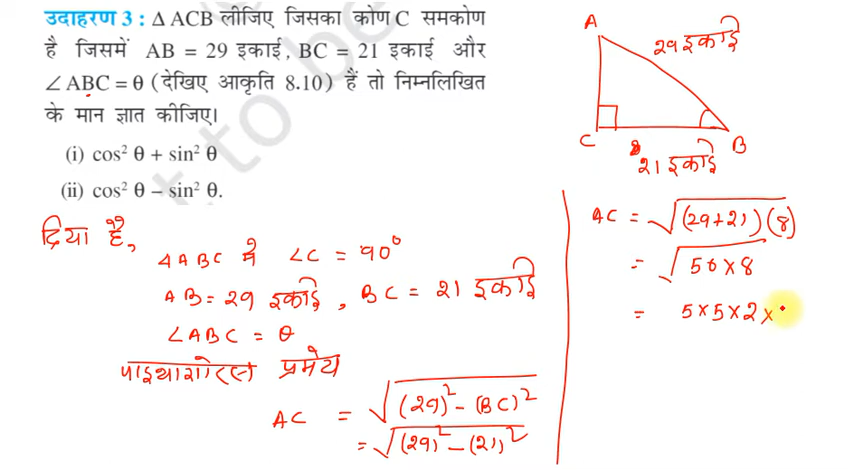 उदाहरण 3 : Δ ACB लीजिए जिसका कोण C समकोण
है जिसमें AB = 29 इकाई, BC = 21 इकाई और
∠ ABC = θ (देखिए आकृति 8.10) हैं तो निम्नलिखित
के मान ज्ञात कीजिए।
(i) cos² θ + sin² θ
(ii) cos² θ – sin² θ.
दिया है,
∠ABC में ∠C = 90°
AB = 29 इकाई, BC = 21 इकाई
∠ABC = θ
पाइथागोरस प्रमेय
AC = √(29)² - (BC)²
= √(29)² - (21)²
A
29 इकाई
C
B
21 इकाई
AC = √(29+21)(8)
= √50×8
= 5×5×2×